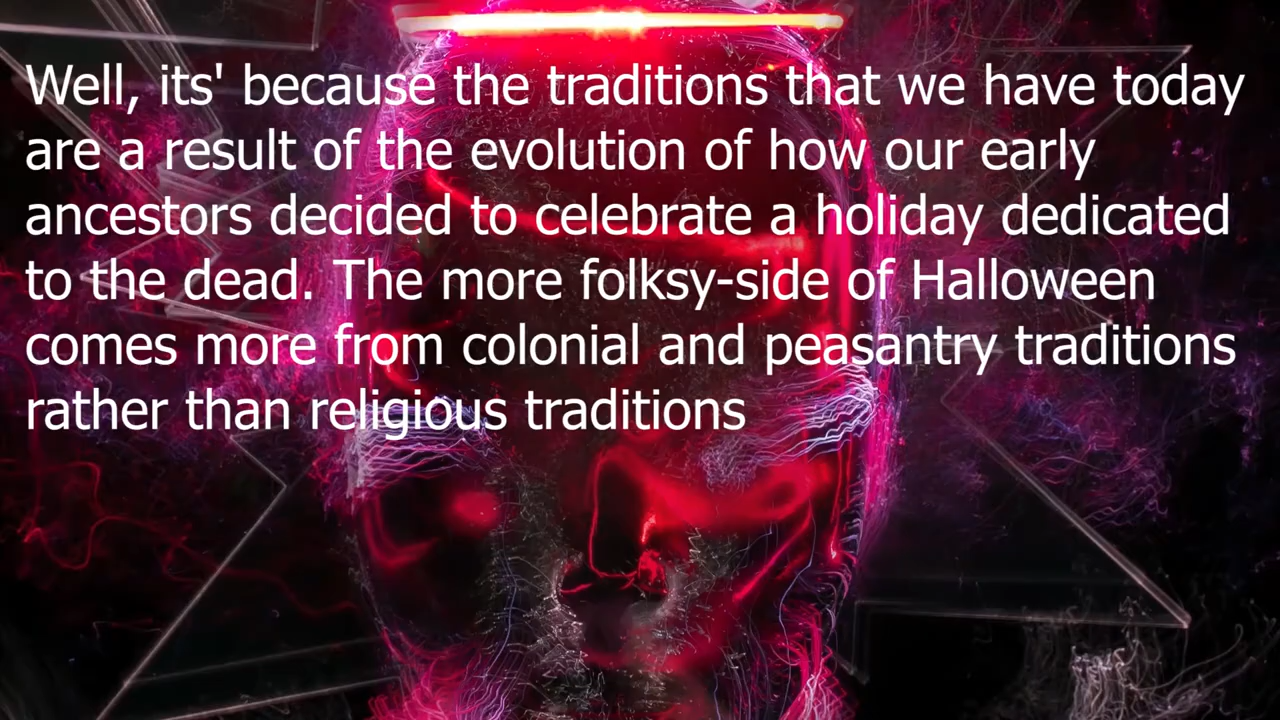 Well, its' because the traditions that we have today
are a result of the evolution of how our early
ancestors decided to celebrate a holiday dedicated
to the dead. The more folksy-side of Halloween
comes more from colonial and peasantry traditions
rather than religious traditions